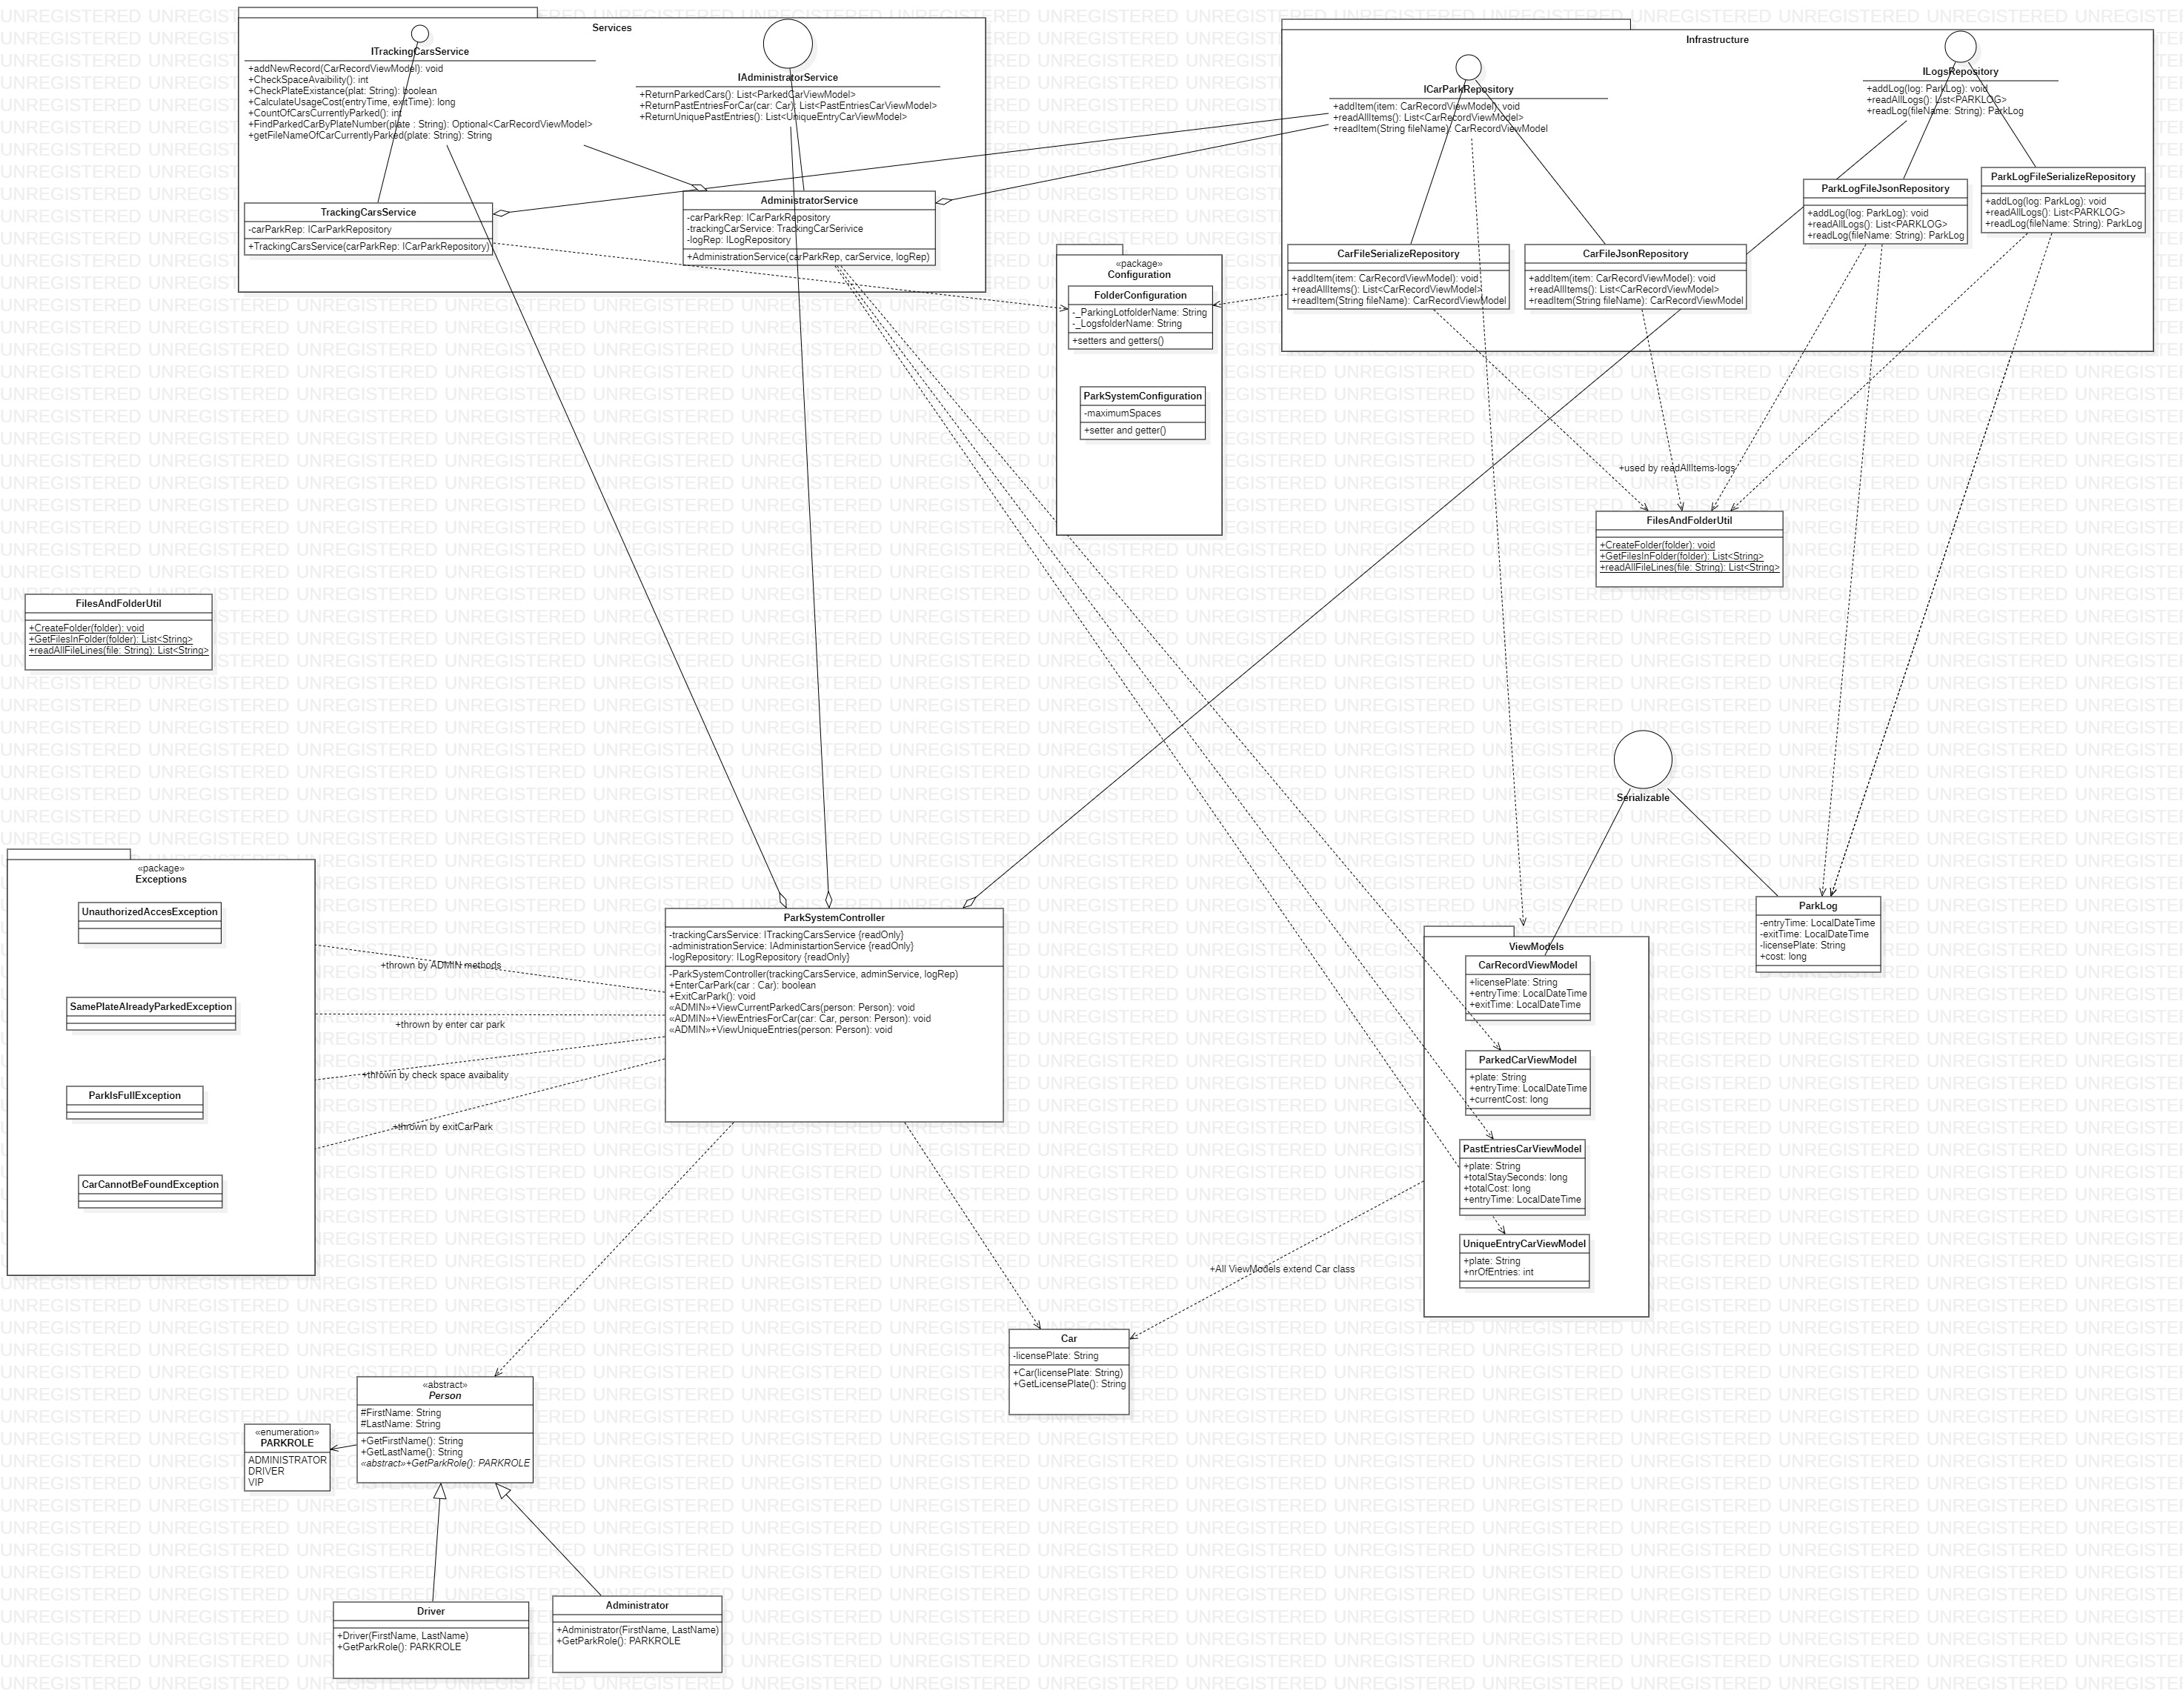 Services
ITrackingCarsService
+addNewRecord(CarRecordViewModel): void
+CheckSpaceAvaibility(): int
+CheckPlateExistance(plat: String): boolean
+CalculateUsageCost(entryTime, exitTime): long
+CountOfCarsCurrentlyParked(): int
+FindParkedCarByPlateNumber(plate : String): Optional<CarRecordViewModel>
+getFileNameOfCarCurrentlyParked(plate: String): String
IAdministratorService
+ReturnParkedCars(): List<ParkedCarViewModel>
+ReturnPastEntriesForCar(car: Car): List<PastEntriesCarViewModel>
+ReturnUniquePastEntries(): List<UniqueEntryCarViewModel>
TrackingCarsService
-carParkRep: ICarParkRepository
+TrackingCarsService(carParkRep: ICarParkRepository)
AdministratorService
-carParkRep: ICarParkRepository
-trackingCarService: TrackingCarSerivice
-logRep: ILogRepository
+AdministrationService(carParkRep, carService, logRep)
Infrastructure
ICarParkRepository
+addItem(item: CarRecordViewModel): void
+readAllItems(): List<CarRecordViewModel>
+readItem(String fileName): CarRecordViewModel
ILogsRepository
+addLog(log: ParkLog): void
+readAllLogs(): List<PARKLOG>
+readLog(fileName: String): ParkLog
ParkLogFileJsonRepository
+addLog(log: ParkLog): void
+readAllLogs(): List<PARKLOG>
+readLog(fileName: String): ParkLog
ParkLogFileSerializeRepository
+addLog(log: ParkLog): void
+readAllLogs(): List<PARKLOG>
+readLog(fileName: String): ParkLog
CarFileSerializeRepository
+addItem(item: CarRecordViewModel): void
+readAllItems(): List<CarRecordViewModel>
+readItem(String fileName): CarRecordViewModel
CarFileJsonRepository
+addItem(item: CarRecordViewModel): void
+readAllItems(): List<CarRecordViewModel>
+readItem(String fileName): CarRecordViewModel
«package»
Configuration
FolderConfiguration
-_ParkingLotfolderName: String
-_LogsfolderName: String
+setters and getters()
ParkSystemConfiguration
-maximumSpaces
+setter and getter()
+used by readAllItems-logs
FilesAndFolderUtil
+CreateFolder(folder): void
+GetFilesInFolder(folder): List<String>
+readAllFileLines(file: String): List<String>
FilesAndFolderUtil
+CreateFolder(folder): void
+GetFilesInFolder(folder): List<String>
+readAllFileLines(file: String): List<String>
Serializable
«package»
Exceptions
UnauthorizedAccesException
SamePlateAlreadyParkedException
ParkIsFullException
CarCannotBeFoundException
+thrown by ADMIN methods
+thrown by enter car park
+thrown by check space avaibality
+thrown by exitCarPark
ParkSystemController
-trackingCarsService: ITrackingCarsService {readOnly}
-administrationService: IAdministartionService {readOnly}
-logRepository: ILogRepository {readOnly}
-ParkSystemController(trackingCarsService, adminService, logRep)
+EnterCarPark(car : Car): boolean
+ExitCarPark(): void
«ADMIN»+ViewCurrentParkedCars(person: Person): void
«ADMIN»+ViewEntriesForCar(car: Car, person: Person): void
«ADMIN»+ViewUniqueEntries(person: Person): void
ParkLog
-entryTime: LocalDateTime
-exitTime: LocalDateTime
-licensePlate: String
+cost: long
ViewModels
CarRecordViewModel
+licensePlate: String
+entryTime: LocalDateTime
+exitTime: LocalDateTime
ParkedCarViewModel
+plate: String
+entryTime: LocalDateTime
+currentCost: long
PastEntriesCarViewModel
+plate: String
+totalStaySeconds: long
+totalCost: long
+entryTime: LocalDateTime
UniqueEntryCarViewModel
+plate: String
+nrOfEntries: int
+All ViewModels extend Car class
Car
-licensePlate: String
+Car(licensePlate: String)
+GetLicensePlate(): String
«abstract»
Person
#FirstName: String
#LastName: String
+GetFirstName(): String
+GetLastName(): String
«abstract»+GetParkRole(): PARKROLE
«enumeration»
PARKROLE
ADMINISTRATOR
DRIVER
VIP
Driver
+Driver(FirstName, LastName)
+GetParkRole(): PARKROLE
Administrator
+Administrator(FirstName, LastName)
+GetParkRole(): PARKROLE
UNREGISTERED